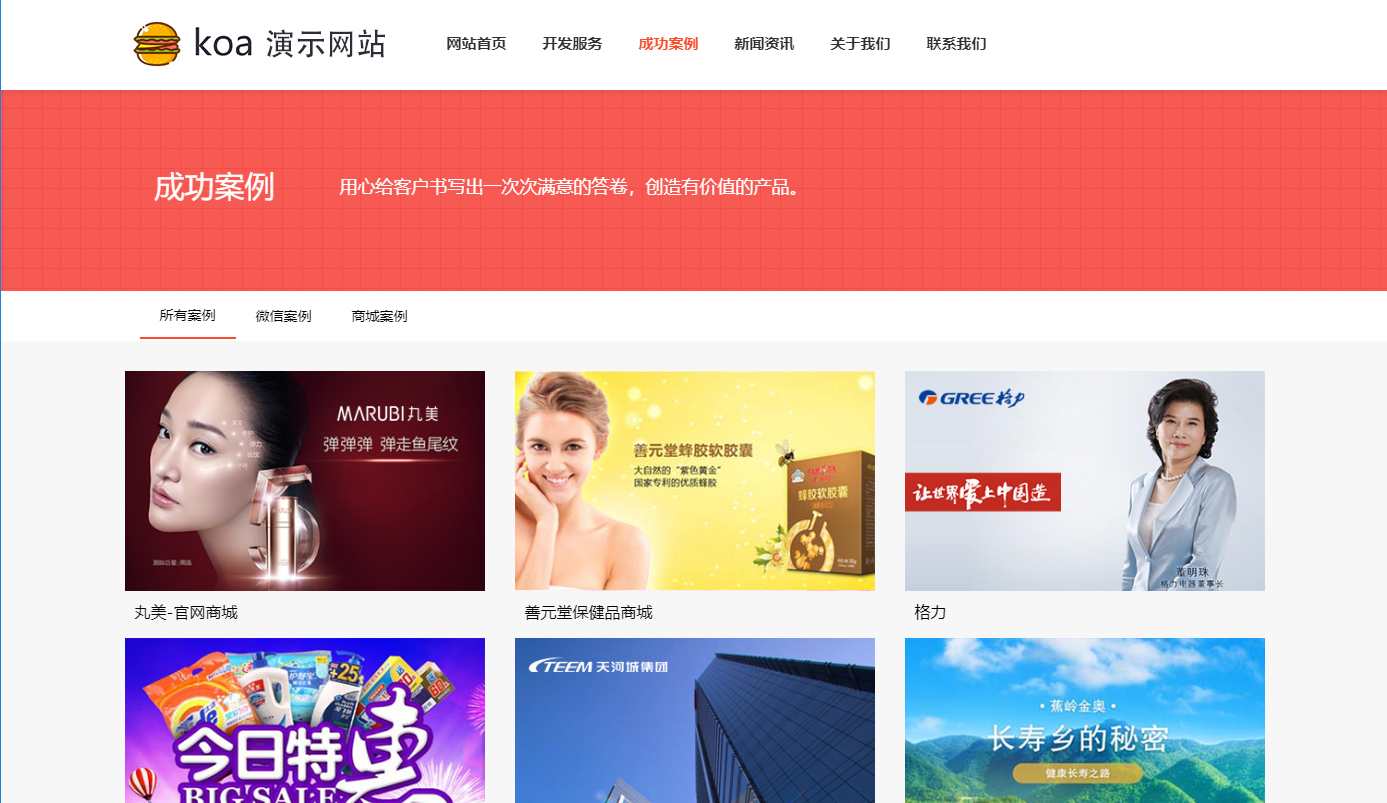 koa 演示网站
网站首页 开发服务 成功案例 新闻资讯 关于我们 联系我们
成功案例
用心给客户书写出一次次满意的答卷，创造有价值的产品。
所有案例 微信案例 商城案例
MARUBI丸美
弹弹弹 弹走鱼尾纹
国际巨星:周迅
善元堂蜂胶软胶囊
大自然的“紫色黄金”
国家专利的优质蜂胶
蜂胶软胶囊
GREE格力
让世界爱上中国造
董明珠
格力电器董事长
丸美-官网商城
善元堂保健品商城
格力
今日特惠
BIG SALE
TEEM 天河城集团
·蕉岭金奥·
长寿乡的秘密
健康长寿之路